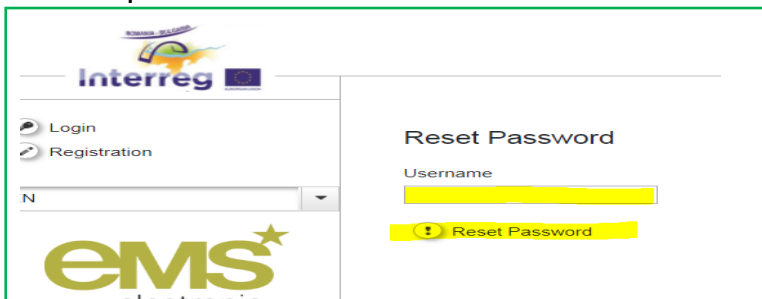 ROMANIA - BULGARIA
Interreg
Login
Registration
N
eMS
Reset Password
Username
Reset Password